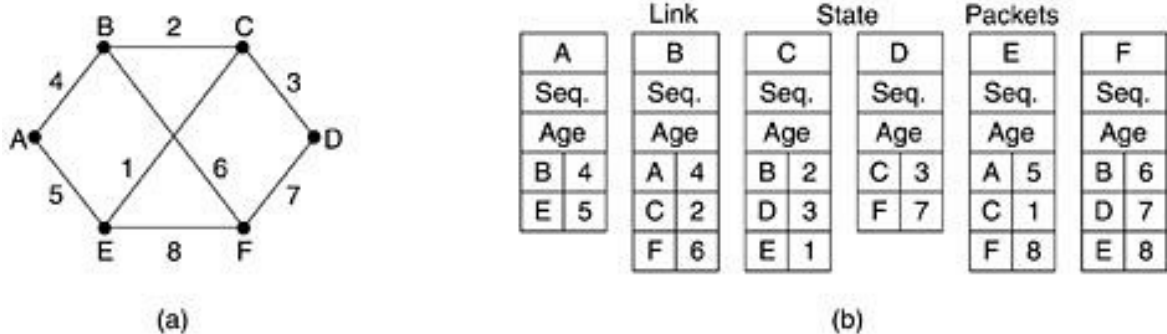 Link State Packets
B 2 C
A B C D E F
4 3
Seq. Seq. Seq. Seq. Seq. Seq.
A D
Age Age Age Age Age Age
1 6
B 4 A 4 B 2 C 3 A 5 B 6
5 7
E 5 C 2 D 3 F 7 C 1 D 7
E 8 F
F 6 E 1 F 8 E 8
(a) (b)